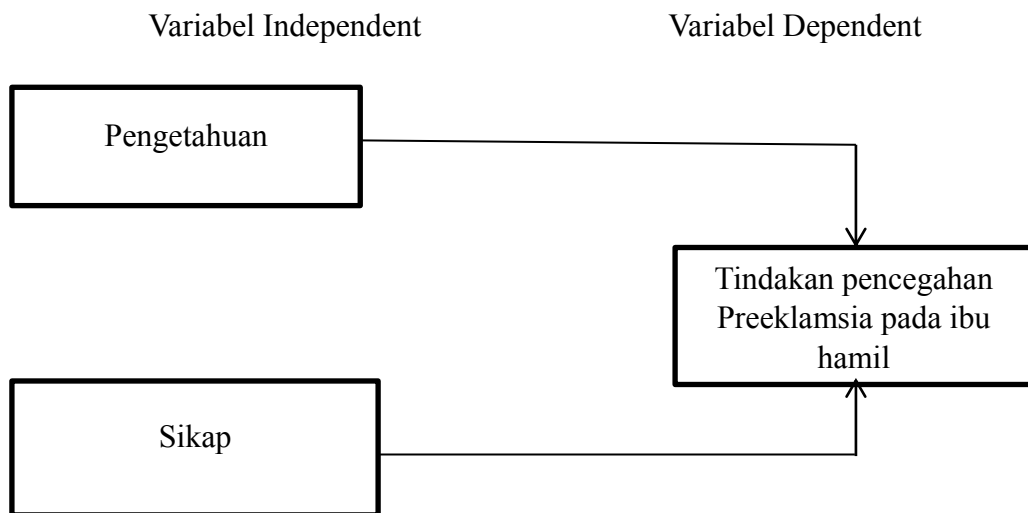 Variabel Independent
Variabel Dependent
Pengetahuan
Tindakan pencegahan
Preeklamsia pada ibu
hamil
Sikap